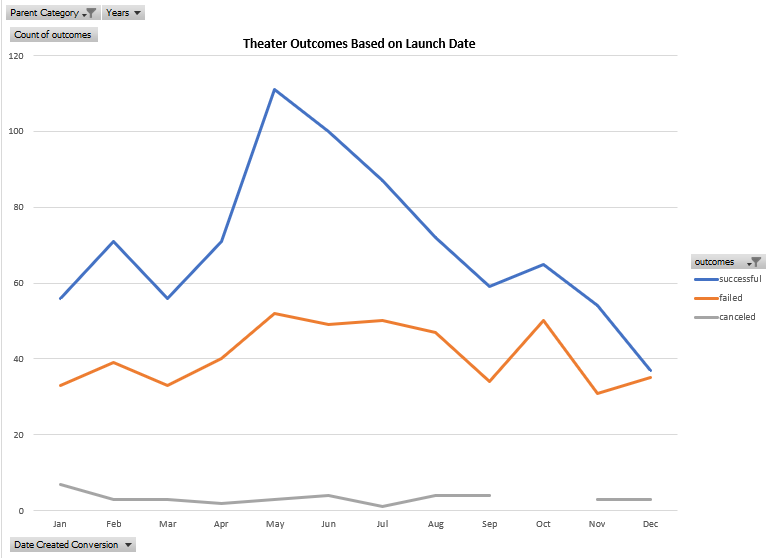 Parent Category Years
Count of outcomes
Theater Outcomes Based on Launch Date
120
100
80
60
40
20
0
Jan Feb Mar Apr May Jun Jul Aug Sep Oct Nov Dec
outcomes
successful
failed
canceled
Date Created Conversion